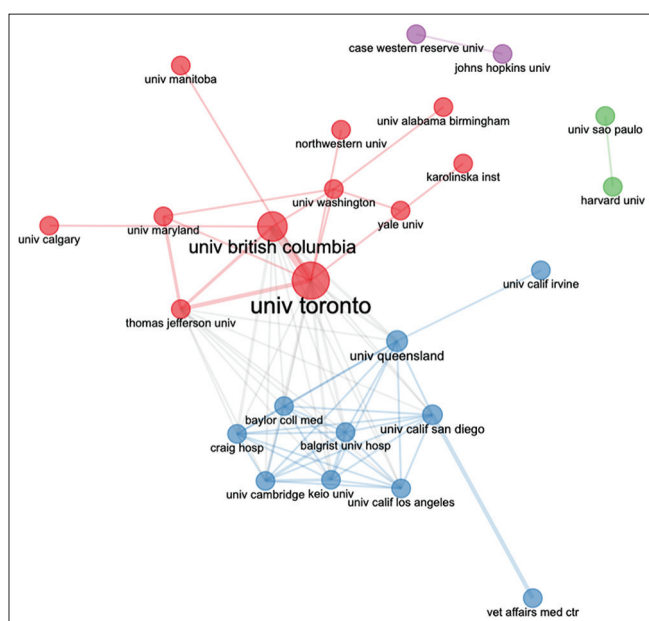 case western reserve univ
johns hopkins univ
univ manitoba
univ alabama birmingham
univ sao paulo
northwestern univ
karolinska inst
univ washington
harvard univ
yale univ
univ maryland
univ calgary
univ british columbia
univ calif irvine
univ toronto
thomas jefferson univ
univ queensland
baylor coll med
univ calif san diego
craig hosp
balgrist univ hosp
univ cambridge
keio univ
univ calif los angeles
vet affairs med ctr